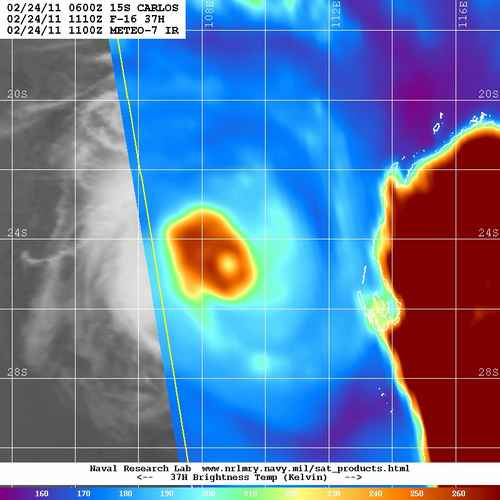 02/24/11 0600Z 15S CARLOS
02/24/11 1110Z F-16 37H
02/24/11 1100Z METEO-7 IR
108E
112E
116E
20S
20S
24S
24S
28S
28S
Naval Research Lab www.nrlmry.navy.mil/sat_products.html
<-- 37H Brightness Temp (Kelvin) -->
160 170 180 190 200 210 220 230 240 250 260